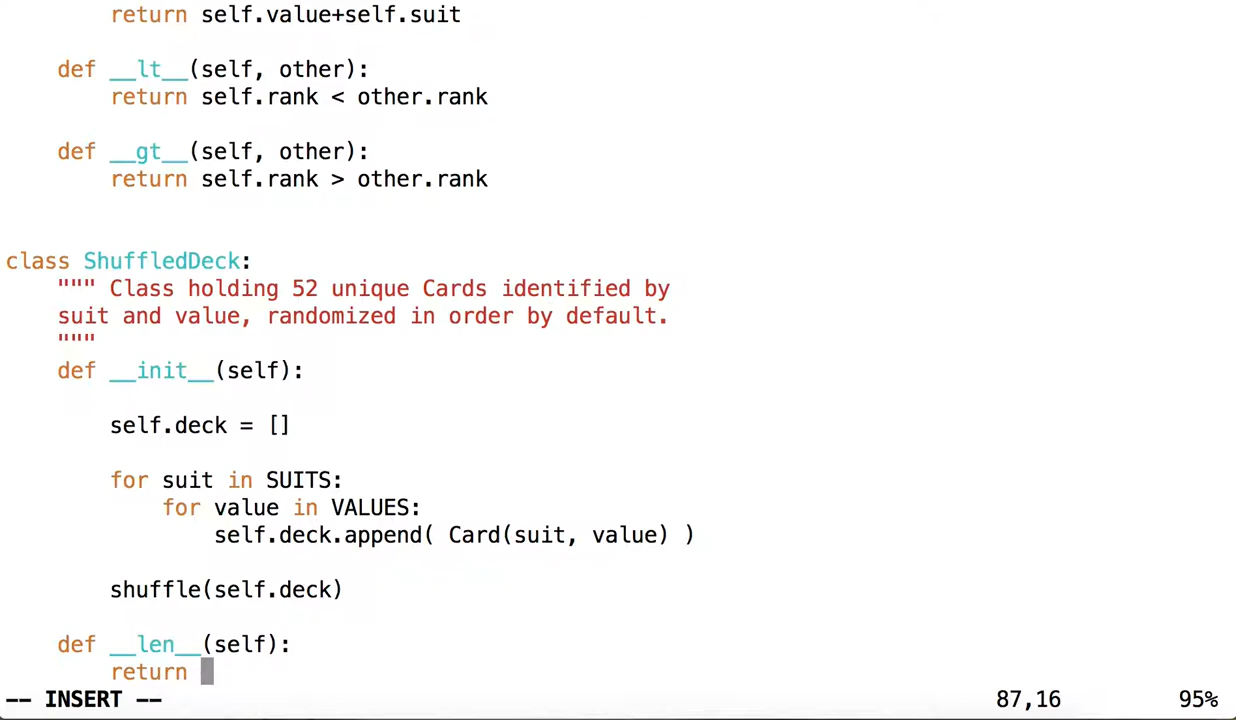 return self.value+self.suit

    def __lt__(self, other):
        return self.rank < other.rank

    def __gt__(self, other):
        return self.rank > other.rank


class ShuffledDeck:
    """ Class holding 52 unique Cards identified by
    suit and value, randomized in order by default.
    """
    def __init__(self):

        self.deck = []

        for suit in SUITS:
            for value in VALUES:
                self.deck.append( Card(suit, value) )

        shuffle(self.deck)

    def __len__(self):
        return
-- INSERT -- 87,16 95%